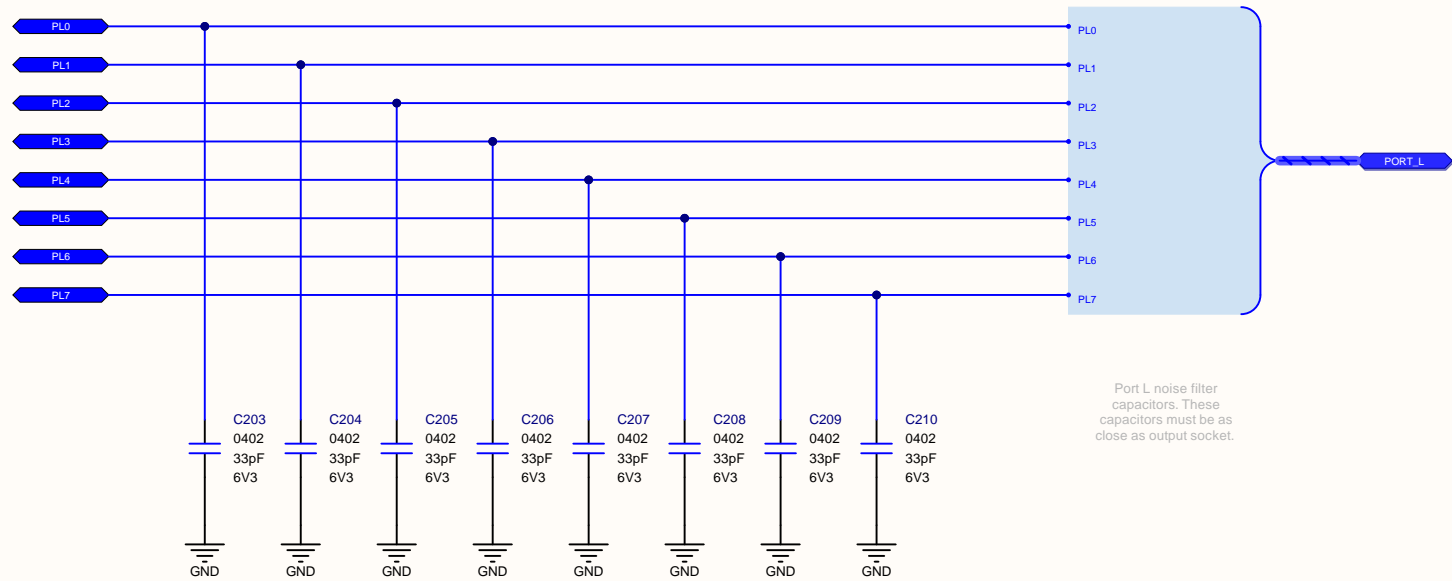 PL0
PL1
PL2
PL3
PL4
PL5
PL6
PL7
PL0
PL1
PL2
PL3
PL4
PL5
PL6
PL7
PORT_L
Port L noise filter
capacitors. These
capacitors must be as
close as output socket.
C203
0402
33pF
6V3
C204
0402
33pF
6V3
C205
0402
33pF
6V3
C206
0402
33pF
6V3
C207
0402
33pF
6V3
C208
0402
33pF
6V3
C209
0402
33pF
6V3
C210
0402
33pF
6V3
GND
GND
GND
GND
GND
GND
GND
GND